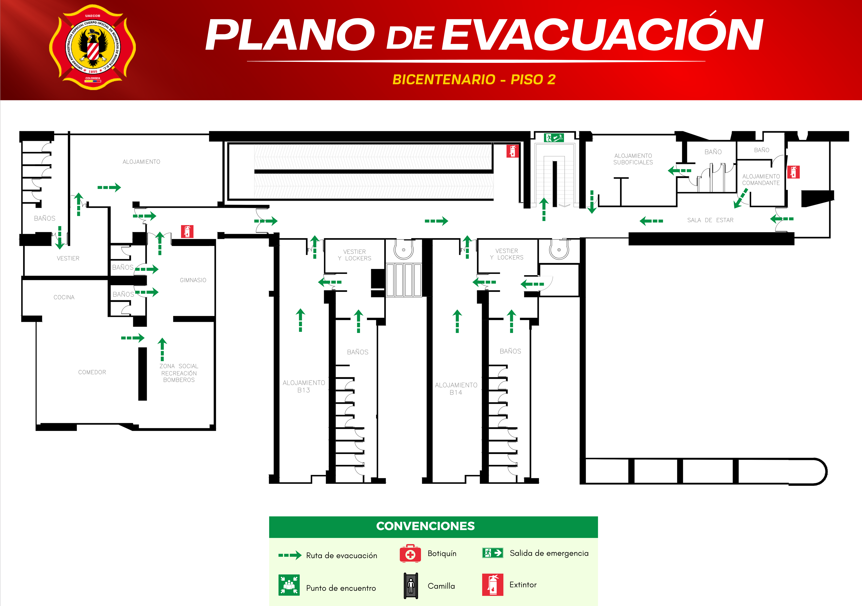 PLANO DE EVACUACIÓN
BICENTENARIO - PISO 2
ALOJAMIENTO
BAÑOS
VESTIER
BAÑOS
BAÑOS
GIMNASIO
COCINA
COMEDOR
ZONA SOCIAL
RECREACIÓN
BOMBEROS
VESTIER
Y LOCKERS
BAÑOS
ALOJAMIENTO
B13
VESTIER
Y LOCKERS
BAÑOS
ALOJAMIENTO
B14
ALOJAMIENTO
SUBOFICIALES
BAÑO
BAÑO
ALOJAMIENTO
COMANDANTE
SALA DE ESTAR
CONVENCIONES
Ruta de evacuación
Botiquín
Salida de emergencia
Punto de encuentro
Camilla
Extintor